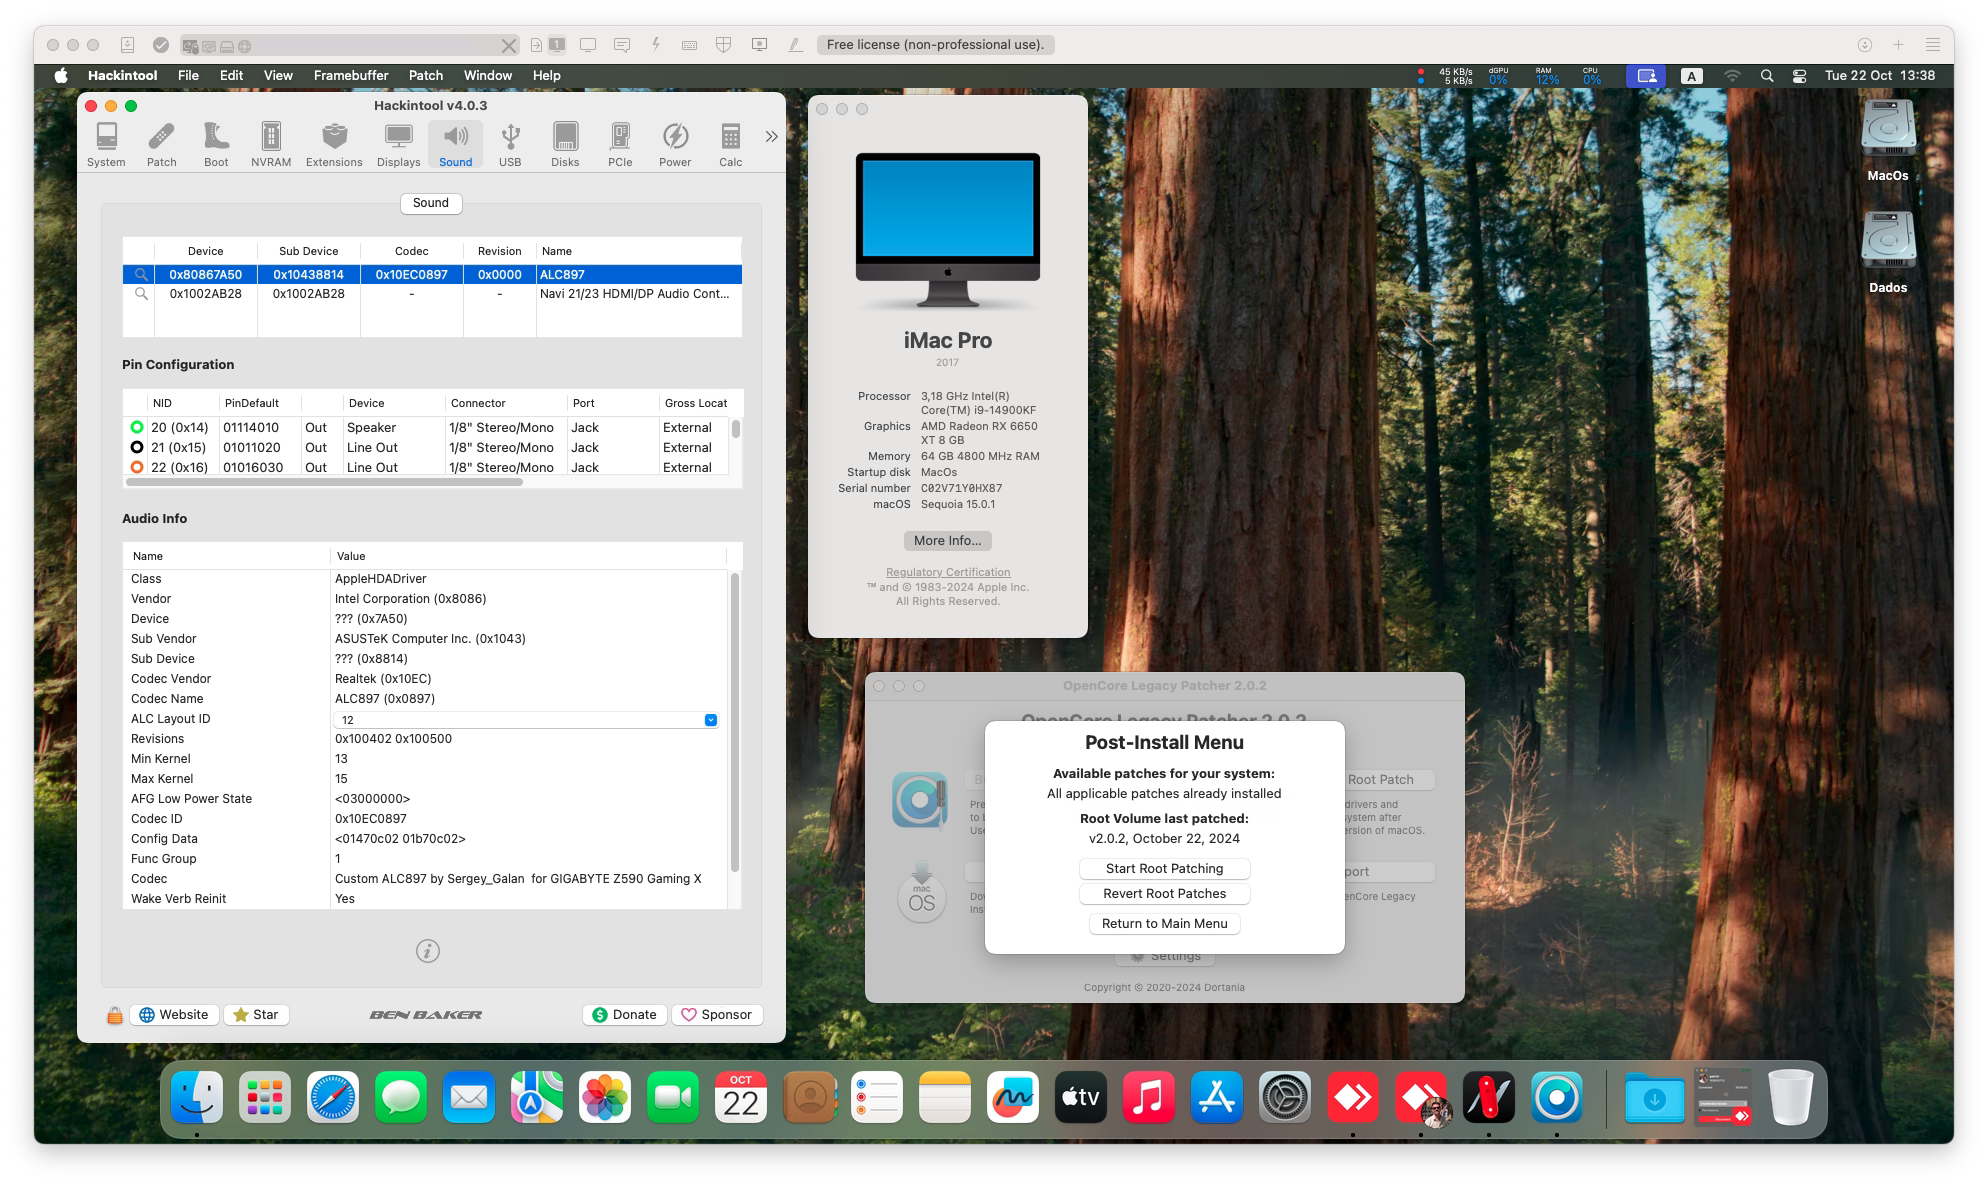 Free license (non-professional use).
Hackintool File Edit View Framebuffer Patch Window Help
45 KB/s
5 KB/s
dGPU
0%
RAM
12%
CPU
0%
A
Tue 22 Oct 13:38
Hackintool v4.0.3
System Patch Boot NVRAM Extensions Displays Sound USB Disks PCIe Power Calc
Sound
Device Sub Device Codec Revision Name
0x80867A50 0x10438814 0x10EC0897 0x0000 ALC897
0x1002AB28 0x1002AB28 - - Navi 21/23 HDMI/DP Audio Cont...
Pin Configuration
NID PinDefault Device Connector Port Gross Locat
20 (0x14) 01114010 Out Speaker 1/8" Stereo/Mono Jack External
21 (0x15) 01011020 Out Line Out 1/8" Stereo/Mono Jack External
22 (0x16) 01016030 Out Line Out 1/8" Stereo/Mono Jack External
Audio Info
Name Value
Class AppleHDADriver
Vendor Intel Corporation (0x8086)
Device ??? (0x7A50)
Sub Vendor ASUSTeK Computer Inc. (0x1043)
Sub Device ??? (0x8814)
Codec Vendor Realtek (0x10EC)
Codec Name ALC897 (0x0897)
ALC Layout ID 12
Revisions 0x100402 0x100500
Min Kernel 13
Max Kernel 15
AFG Low Power State <03000000>
Codec ID 0x10EC0897
Config Data <01470c02 01b70c02>
Func Group 1
Codec Custom ALC897 by Sergey_Galan for GIGABYTE Z590 Gaming X
Wake Verb Reinit Yes
Website Star BEN BAKER Donate Sponsor
iMac Pro
2017
Processor 3,18 GHz Intel(R)
Core(TM) i9-14900KF
Graphics AMD Radeon RX 6650
XT 8 GB
Memory 64 GB 4800 MHz RAM
Startup disk MacOs
Serial number C02V71Y0HX87
macOS Sequoia 15.0.1
More Info...
Regulatory Certification
™ and © 1983-2024 Apple Inc.
All Rights Reserved.
MacOs
Dados
OpenCore Legacy Patcher 2.0.2
OpenCore Legacy Patcher 2.0.2
Post-Install Menu
Available patches for your system:
All applicable patches already installed
Root Volume last patched:
v2.0.2, October 22, 2024
Start Root Patching
Revert Root Patches
Return to Main Menu
B
Pre
to b
Use
Root Patch
drivers and
system after
ersion of macOS.
mac
OS
Dov
Ins
port
enCore Legacy
Settings
Copyright © 2020-2024 Dortania
OCT
22
tv